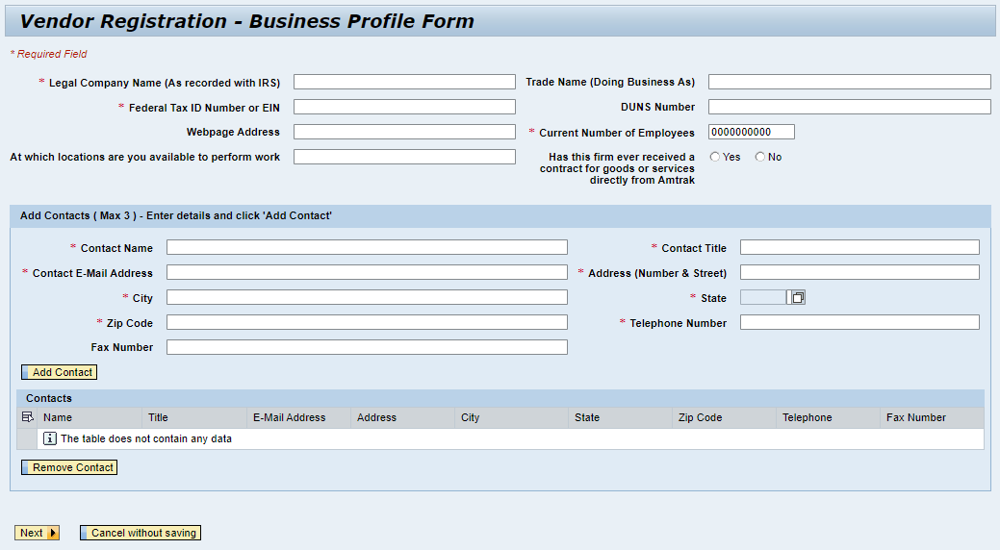 Vendor Registration - Business Profile Form
* Required Field
* Legal Company Name (As recorded with IRS)
Trade Name (Doing Business As)
* Federal Tax ID Number or EIN
DUNS Number
Webpage Address
* Current Number of Employees 0000000000
At which locations are you available to perform work
Has this firm ever received a
contract for goods or services
directly from Amtrak
Yes No
Add Contacts ( Max 3 ) - Enter details and click 'Add Contact'
* Contact Name
* Contact Title
* Contact E-Mail Address
* Address (Number & Street)
* City
* State
* Zip Code
* Telephone Number
Fax Number
Add Contact
Contacts
Name Title E-Mail Address Address City State Zip Code Telephone Fax Number
i The table does not contain any data
Remove Contact
Next Cancel without saving